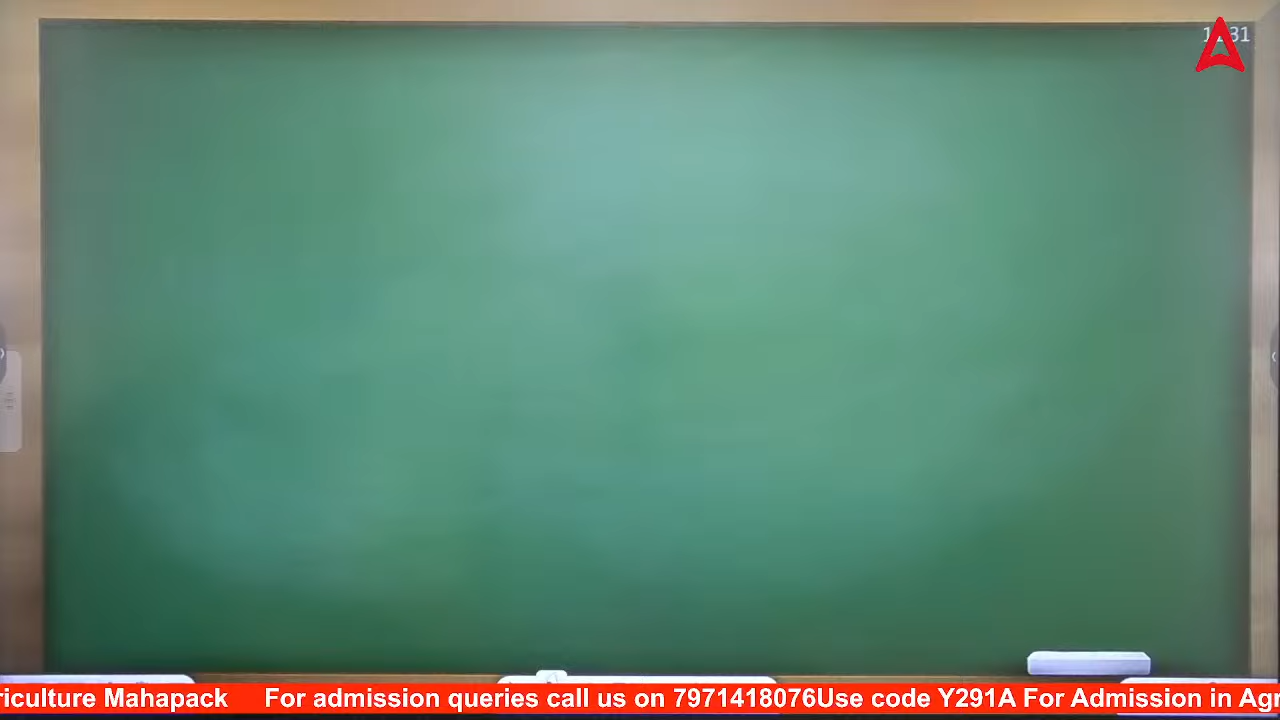 riculture Mahapack For admission queries call us on 7971418076Use code Y291A For Admission in Agr